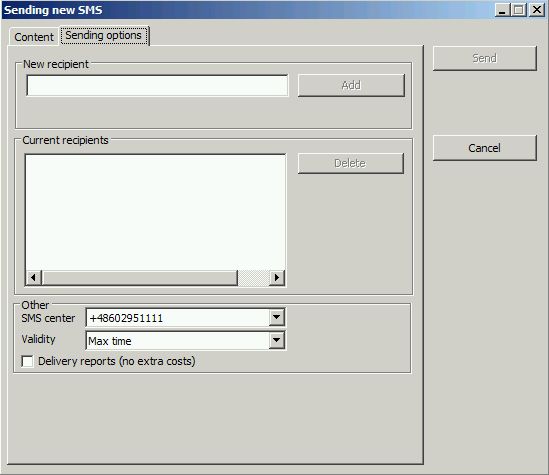 Sending new SMS
Content
Sending options
New recipient
Add
Send
Current recipients
Delete
Cancel
Other
SMS center
+48602951111
Validity
Max time
Delivery reports (no extra costs)